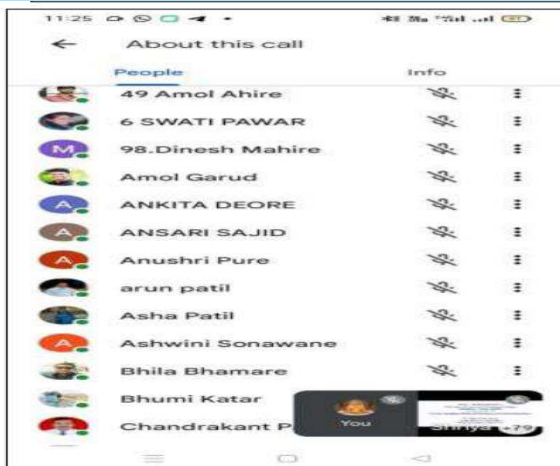 11:25
About this call
People Info
49 Amol Ahire
6 SWATI PAWAR
M 98.Dinesh Mahire
Amol Garud
A ANKITA DEORE
A ANSARI SAJID
A Anushri Pure
arun patil
Asha Patil
A Ashwini Sonawane
Bhila Bhamare
Bhumi Katar
Chandrakant P
You
Shriya +79